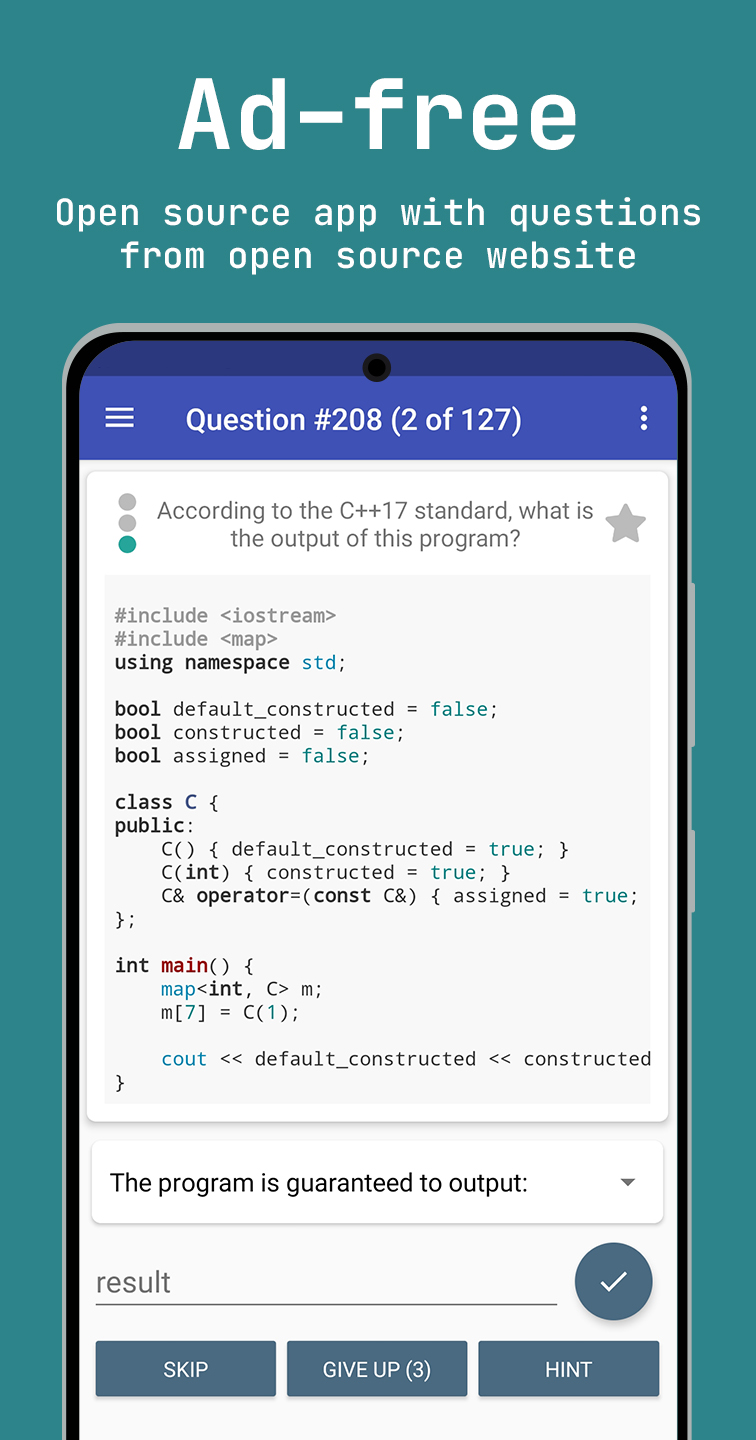 Ad-free
Open source app with questions
from open source website
Question #208 (2 of 127)
According to the C++17 standard, what is
the output of this program?
#include <iostream>
#include <map>
using namespace std;
bool default_constructed = false;
bool constructed = false;
bool assigned = false;
class C {
public:
    C() { default_constructed = true; }
    C(int) { constructed = true; }
    C& operator=(const C&) { assigned = true;
};
int main() {
    map<int, C> m;
    m[7] = C(1);
    cout << default_constructed << constructed
}
The program is guaranteed to output:
result
SKIP
GIVE UP (3)
HINT